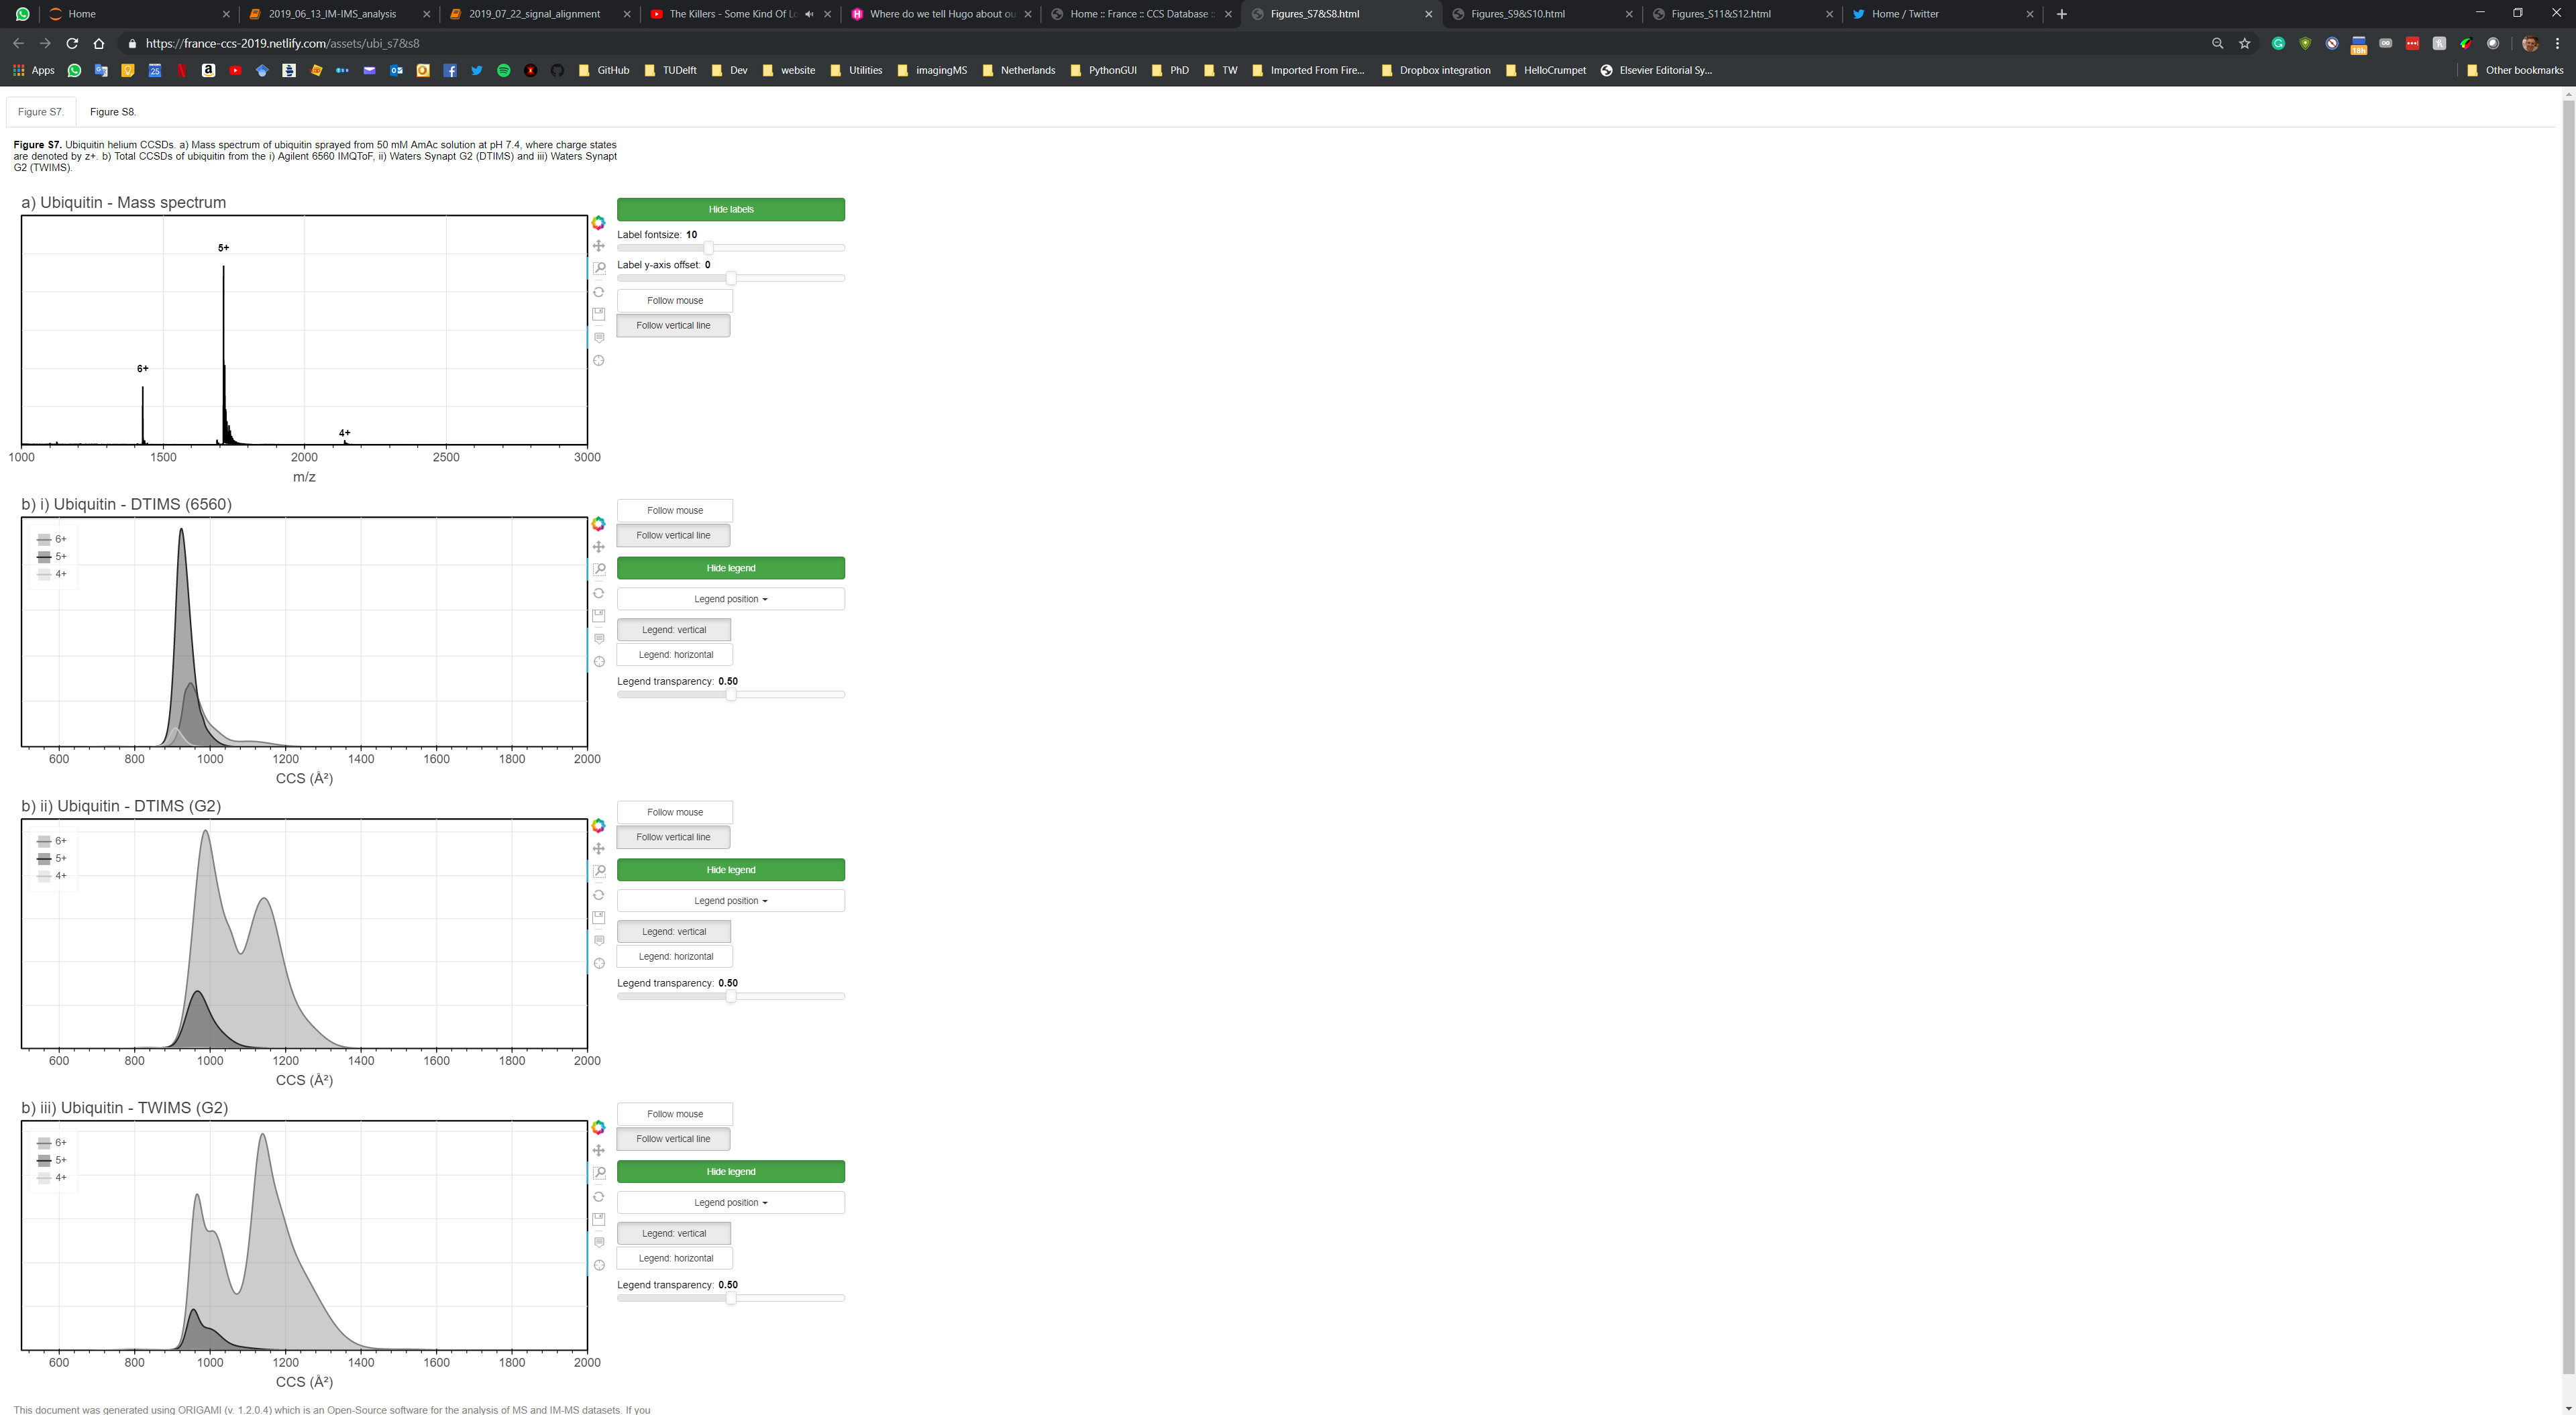 Home
2019_06_13_IM-IMS_analysis
2019_07_22_signal_alignment
The Killers - Some Kind Of Lo
Where do we tell Hugo about ou
Home :: France :: CCS Database ::
Figures_S7&S8.html
Figures_S9&S10.html
Figures_S11&S12.html
Home / Twitter
https://france-ccs-2019.netlify.com/assets/ubi_s7&s8
18h
Apps
25
GitHub
TUDelft
Dev
website
Utilities
imagingMS
Netherlands
PythonGUI
PhD
TW
Imported From Fire...
Dropbox integration
HelloCrumpet
Elsevier Editorial Sy...
Other bookmarks
Figure S7.
Figure S8.
Figure S7. Ubiquitin helium CCSDs. a) Mass spectrum of ubiquitin sprayed from 50 mM AmAc solution at pH 7.4, where charge states
are denoted by z+. b) Total CCSDs of ubiquitin from the i) Agilent 6560 IMQToF, ii) Waters Synapt G2 (DTIMS) and iii) Waters Synapt
G2 (TWIMS).
a) Ubiquitin - Mass spectrum
5+
6+
4+
1000 1500 2000 2500 3000
m/z
Hide labels
Label fontsize: 10
Label y-axis offset: 0
Follow mouse
Follow vertical line
b) i) Ubiquitin - DTIMS (6560)
6+
5+
4+
600 800 1000 1200 1400 1600 1800 2000
CCS (Å²)
Follow mouse
Follow vertical line
Hide legend
Legend position
Legend: vertical
Legend: horizontal
Legend transparency: 0.50
b) ii) Ubiquitin - DTIMS (G2)
6+
5+
4+
600 800 1000 1200 1400 1600 1800 2000
CCS (Å²)
Follow mouse
Follow vertical line
Hide legend
Legend position
Legend: vertical
Legend: horizontal
Legend transparency: 0.50
b) iii) Ubiquitin - TWIMS (G2)
6+
5+
4+
600 800 1000 1200 1400 1600 1800 2000
CCS (Å²)
Follow mouse
Follow vertical line
Hide legend
Legend position
Legend: vertical
Legend: horizontal
Legend transparency: 0.50
This document was generated using ORIGAMI (v. 1.2.0.4) which is an Open-Source software for the analysis of MS and IM-MS datasets. If you